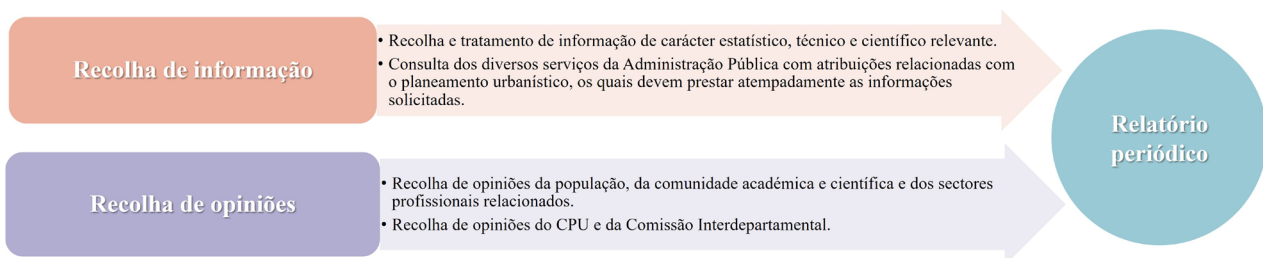 Recolha de informação
• Recolha e tratamento de informação de carácter estatístico, técnico e científico relevante.
• Consulta dos diversos serviços da Administração Pública com atribuições relacionadas com
o planeamento urbanístico, os quais devem prestar atempadamente as informações
solicitadas.
Recolha de opiniões
• Recolha de opiniões da população, da comunidade académica e científica e dos sectores
profissionais relacionados.
• Recolha de opiniões do CPU e da Comissão Interdepartamental.
Relatório
periódico